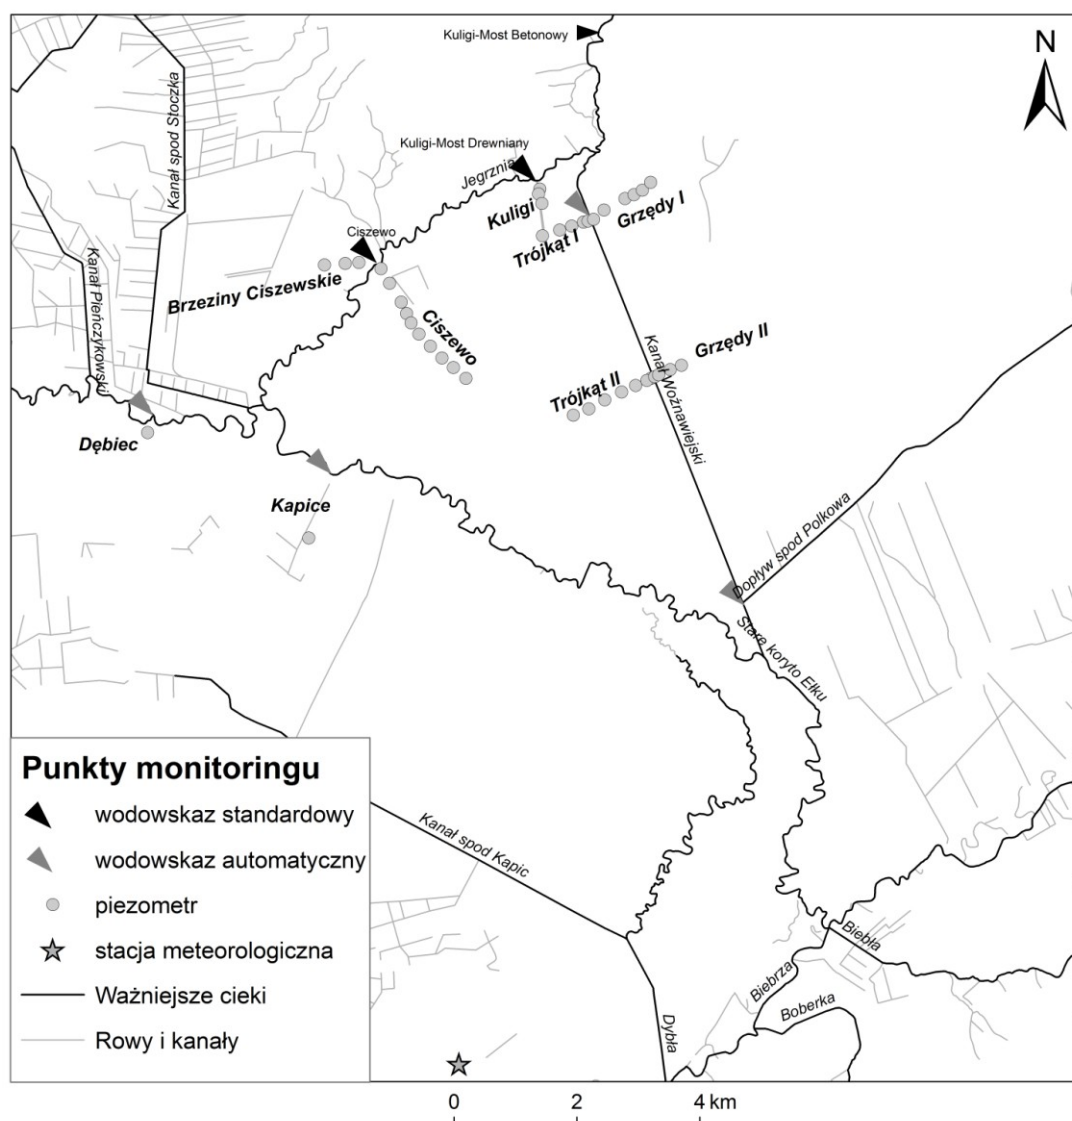 Kuligi-Most Betonowy
N
Kanał spod Stoczka
Kuligi-Most Drewniany
Jegrznia
Kuligi
Grzędy I
Trójkąt I
Ciszewo
Kanał Pieńczykowski
Brzeziny Ciszewskie
Ciszewo
Grzędy II
Kanał Woźnawiejski
Trójkąt II
Dębiec
Kapice
Dopływ spod Polkowa
Stare koryto Ełku
Punkty monitoringu
wodowskaz standardowy
wodowskaz automatyczny
piezometr
stacja meteorologiczna
Ważniejsze cieki
Rowy i kanały
Kanał spod Kapic
Biebła
Biebrza
Boberka
Dybła
0 2 4 km